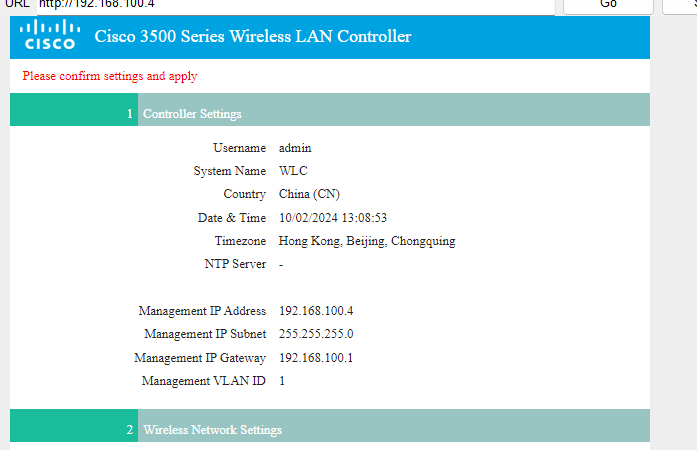 URL http://192.168.100.4 Go
CISCO Cisco 3500 Series Wireless LAN Controller
Please confirm settings and apply
1 Controller Settings
Username admin
System Name WLC
Country China (CN)
Date & Time 10/02/2024 13:08:53
Timezone Hong Kong, Beijing, Chongquing
NTP Server -
Management IP Address 192.168.100.4
Management IP Subnet 255.255.255.0
Management IP Gateway 192.168.100.1
Management VLAN ID 1
2 Wireless Network Settings